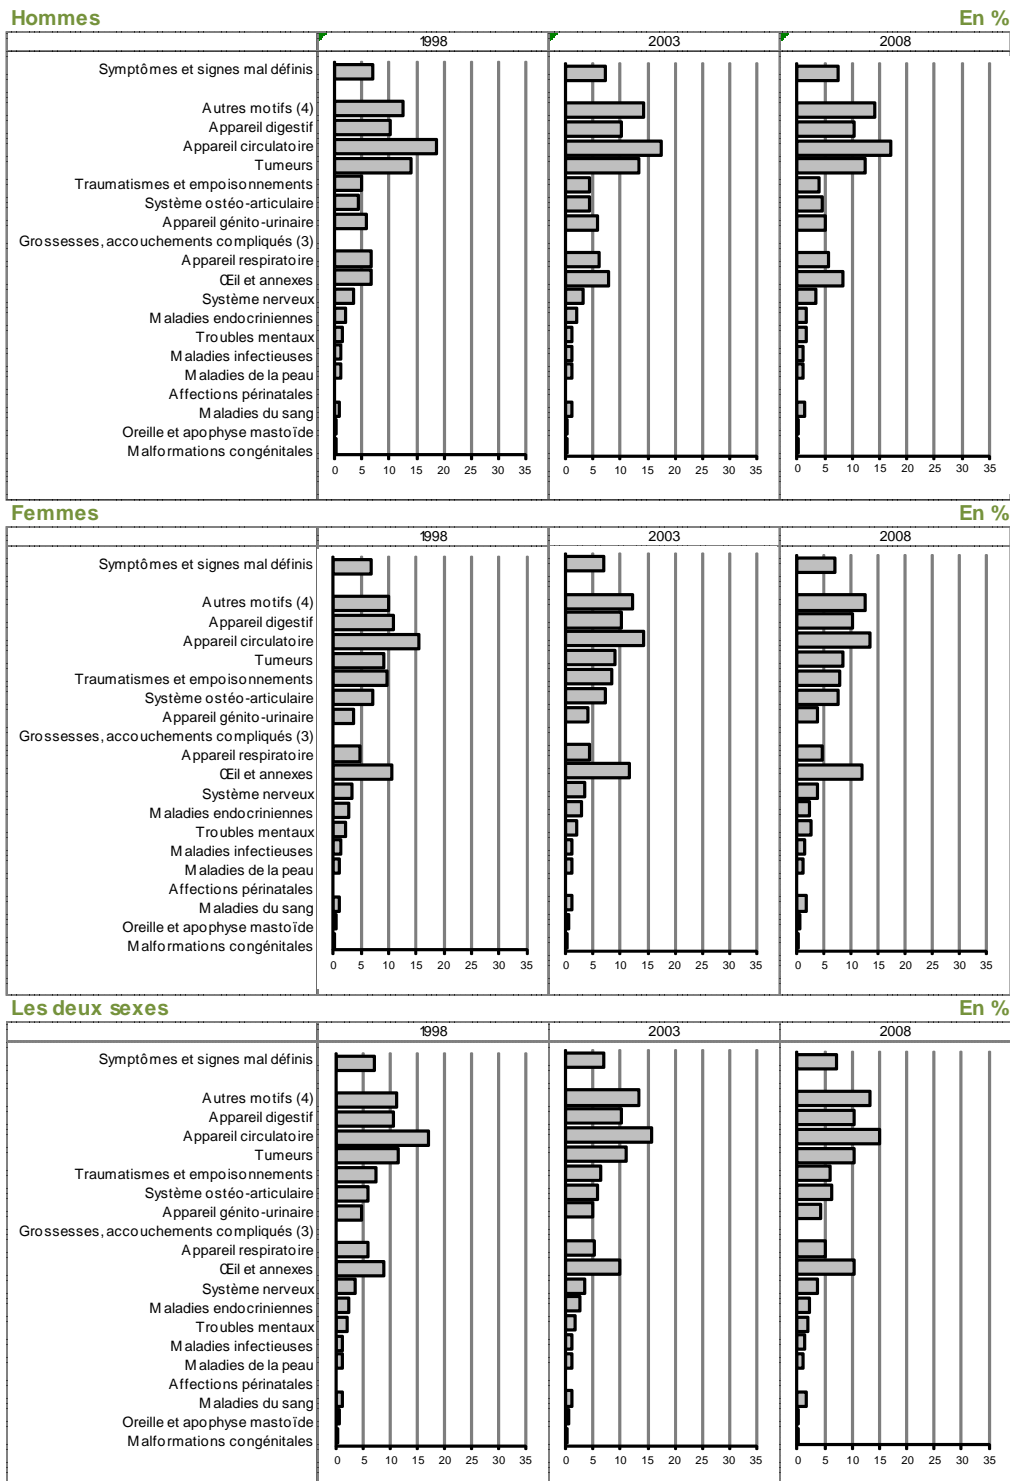 Hommes En %
1998 2003 2008
Symptômes et signes mal définis
Autres motifs (4)
Appareil digestif
Appareil circulatoire
Tumeurs
Traumatismes et empoisonnements
Système ostéo-articulaire
Appareil génito-urinaire
Grossesses, accouchements compliqués (3)
Appareil respiratoire
Œil et annexes
Système nerveux
Maladies endocriniennes
Troubles mentaux
Maladies infectieuses
Maladies de la peau
Affections périnatales
Maladies du sang
Oreille et apophyse mastoïde
Malformations congénitales
0 5 10 15 20 25 30 35 0 5 10 15 20 25 30 35 0 5 10 15 20 25 30 35
Femmes En %
1998 2003 2008
Symptômes et signes mal définis
Autres motifs (4)
Appareil digestif
Appareil circulatoire
Tumeurs
Traumatismes et empoisonnements
Système ostéo-articulaire
Appareil génito-urinaire
Grossesses, accouchements compliqués (3)
Appareil respiratoire
Œil et annexes
Système nerveux
Maladies endocriniennes
Troubles mentaux
Maladies infectieuses
Maladies de la peau
Affections périnatales
Maladies du sang
Oreille et apophyse mastoïde
Malformations congénitales
0 5 10 15 20 25 30 35 0 5 10 15 20 25 30 35 0 5 10 15 20 25 30 35
Les deux sexes En %
1998 2003 2008
Symptômes et signes mal définis
Autres motifs (4)
Appareil digestif
Appareil circulatoire
Tumeurs
Traumatismes et empoisonnements
Système ostéo-articulaire
Appareil génito-urinaire
Grossesses, accouchements compliqués (3)
Appareil respiratoire
Œil et annexes
Système nerveux
Maladies endocriniennes
Troubles mentaux
Maladies infectieuses
Maladies de la peau
Affections périnatales
Maladies du sang
Oreille et apophyse mastoïde
Malformations congénitales
0 5 10 15 20 25 30 35 0 5 10 15 20 25 30 35 0 5 10 15 20 25 30 35